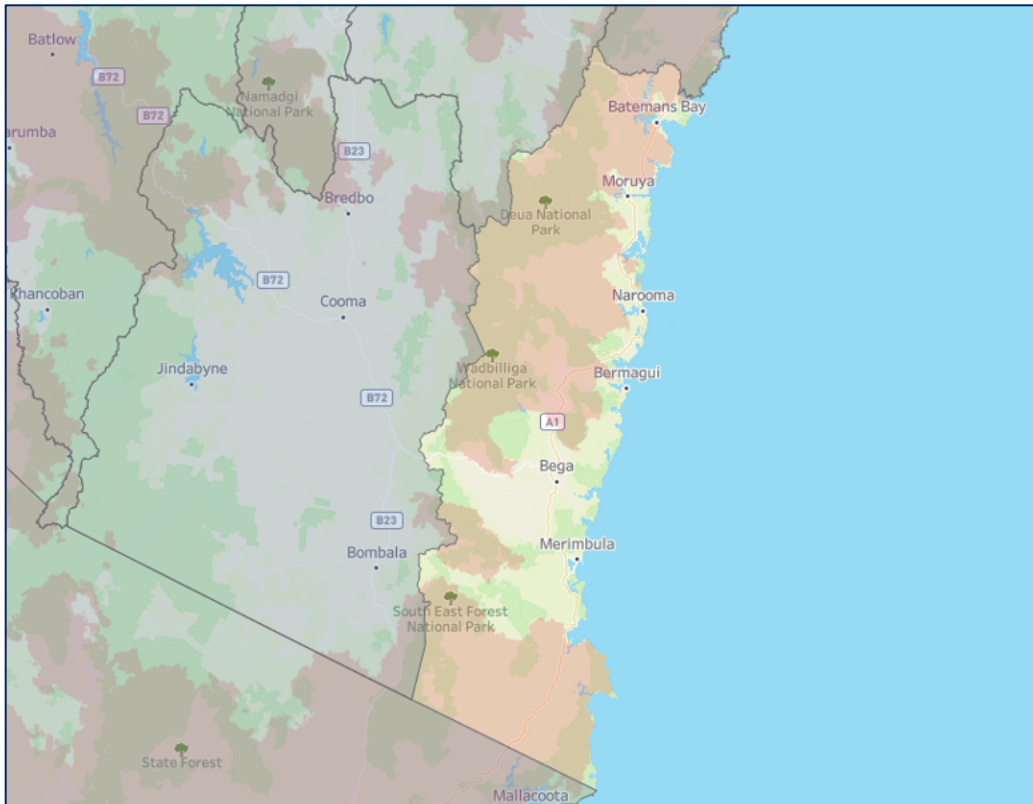 Batlow
B72
Namadgi
National Park
B72
Batemans Bay
arumba
B23
Bredbo
Moruya
Deua National
Park
B72
Khancoban
Cooma
Narooma
Jindabyne
Wadbilliga
National Park
Bermagui
B72
A1
Bega
B23
Bombala
Merimbula
South East Forest
National Park
State Forest
Mallacoota